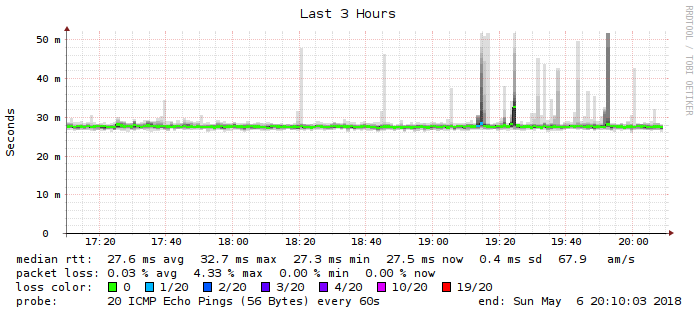 Last 3 Hours
RRDTOOL / TOBI OETIKER
Seconds
50 m
40 m
30 m
20 m
10 m
0
17:20 17:40 18:00 18:20 18:40 19:00 19:20 19:40 20:00
median rtt: 27.6 ms avg 32.7 ms max 27.3 ms min 27.5 ms now 0.4 ms sd 67.9 am/s
packet loss: 0.03 % avg 4.33 % max 0.00 % min 0.00 % now
loss color: 0 1/20 2/20 3/20 4/20 10/20 19/20
probe: 20 ICMP Echo Pings (56 Bytes) every 60s end: Sun May 6 20:10:03 2018